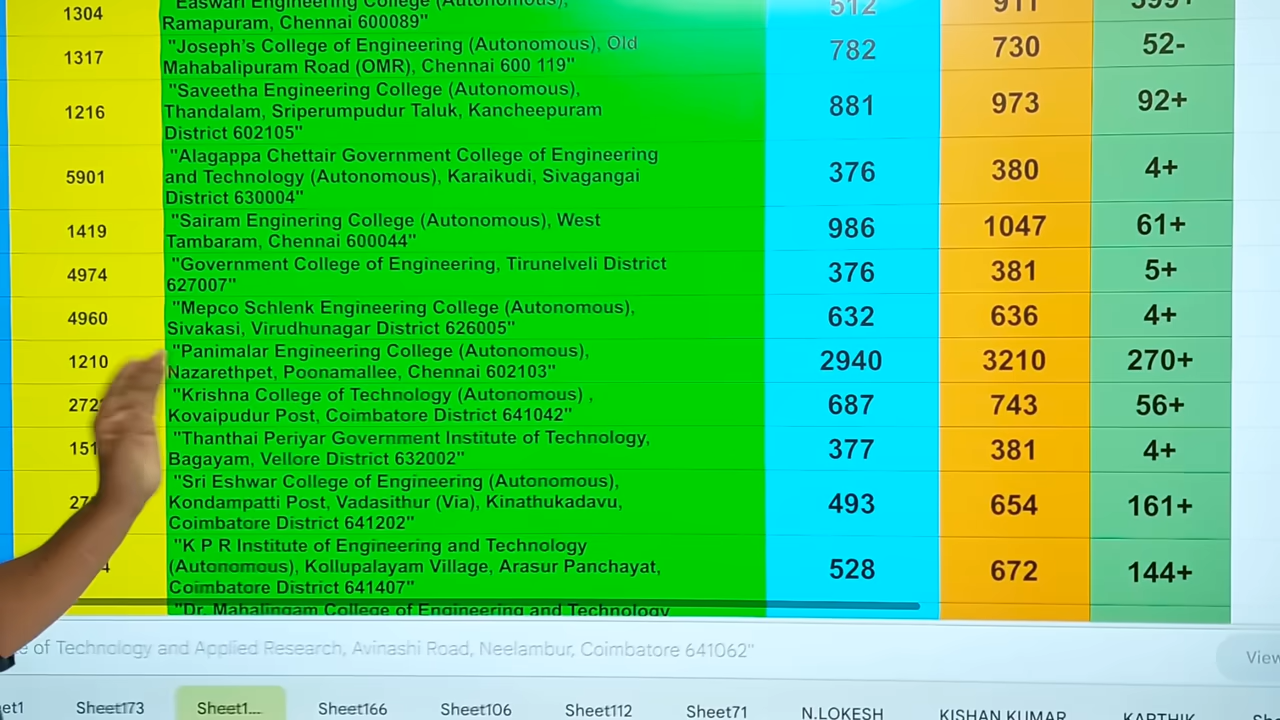 1304 "Easwari Engineering College (Autonomous), 512 911 399+
Ramapuram, Chennai 600089"
1317 "Joseph's College of Engineering (Autonomous), Old 782 730 52-
Mahabalipuram Road (OMR), Chennai 600 119"
1216 "Saveetha Engineering College (Autonomous), 881 973 92+
Thandalam, Sriperumpudur Taluk, Kancheepuram
District 602105"
5901 "Alagappa Chettair Government College of Engineering 376 380 4+
and Technology (Autonomous), Karaikudi, Sivagangai
District 630004"
1419 "Sairam Enginering College (Autonomous), West 986 1047 61+
Tambaram, Chennai 600044"
4974 "Government College of Engineering, Tirunelveli District 376 381 5+
627007"
4960 "Mepco Schlenk Engineering College (Autonomous), 632 636 4+
Sivakasi, Virudhunagar District 626005"
1210 "Panimalar Engineering College (Autonomous), 2940 3210 270+
Nazarethpet, Poonamallee, Chennai 602103"
"Krishna College of Technology (Autonomous) , 687 743 56+
Kovaipudur Post, Coimbatore District 641042"
"Thanthai Periyar Government Institute of Technology, 377 381 4+
Bagayam, Vellore District 632002"
"Sri Eshwar College of Engineering (Autonomous), 493 654 161+
Kondampatti Post, Vadasithur (Via), Kinathukadavu,
Coimbatore District 641202"
"K P R Institute of Engineering and Technology 528 672 144+
(Autonomous), Kollupalayam Village, Arasur Panchayat,
Coimbatore District 641407"
"Dr. Mahalingam College of Engineering and Technology
of Technology and Applied Research, Avinashi Road, Neelambur, Coimbatore 641062" View
et1 Sheet173 Sheet1... Sheet166 Sheet106 Sheet112 Sheet71 N.LOKESH KISHAN KUMAR KARTHIK